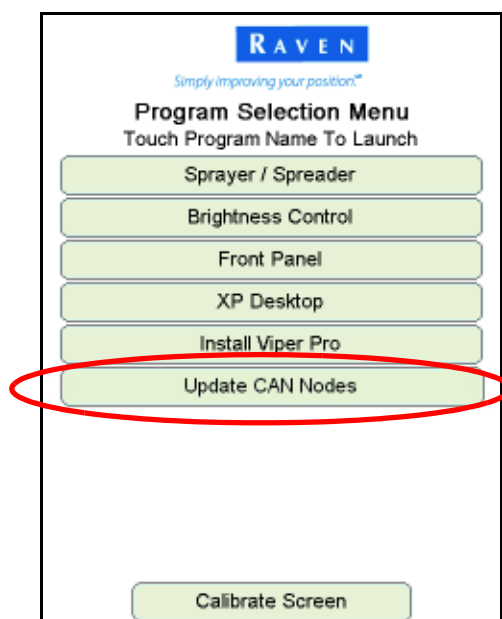 RAVEN
Simply improving your position.℠
Program Selection Menu
Touch Program Name To Launch
Sprayer / Spreader
Brightness Control
Front Panel
XP Desktop
Install Viper Pro
Update CAN Nodes
Calibrate Screen